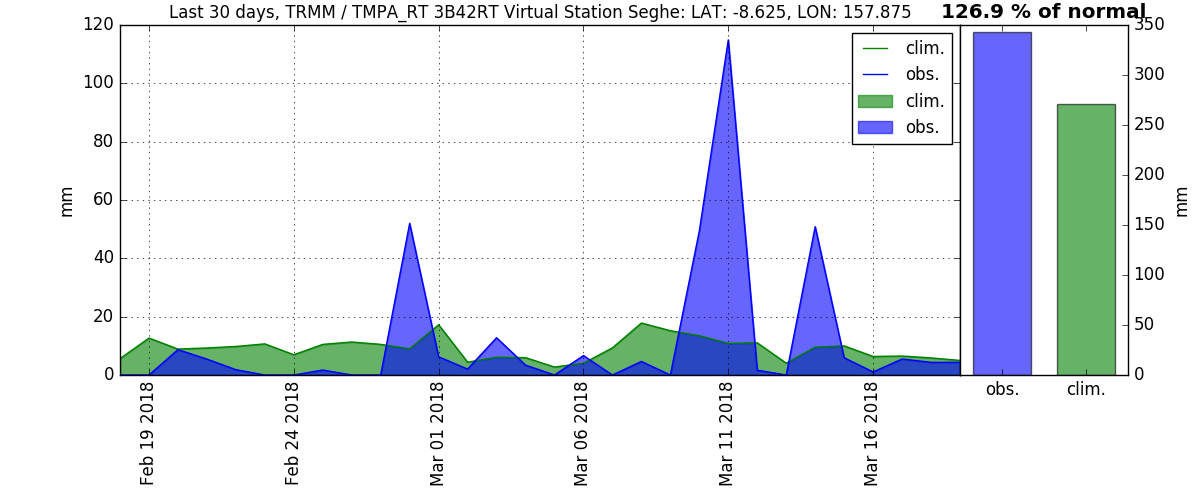 Last 30 days, TRMM / TMPA_RT 3B42RT Virtual Station Seghe: LAT: -8.625, LON: 157.875
126.9 % of normal
120
100
80
60
40
20
0
mm
clim.
obs.
clim.
obs.
Feb 19 2018
Feb 24 2018
Mar 01 2018
Mar 06 2018
Mar 11 2018
Mar 16 2018
350
300
250
200
150
100
50
0
mm
obs.
clim.